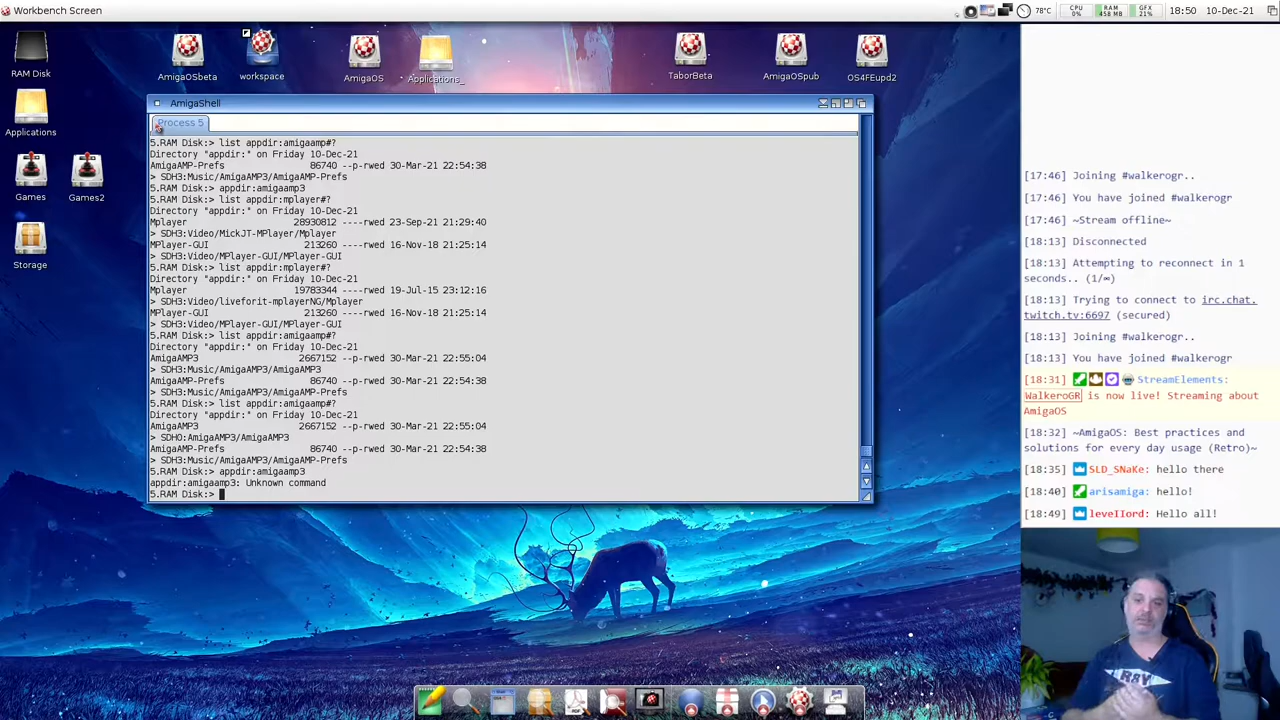 Workbench Screen
78°C
CPU
0%
RAM
458 MB
GFX
21%
18:50
10-Dec-21
RAM Disk
AmigaOSbeta
workspace
AmigaOS
Applications_
TaborBeta
AmigaOSpub
OS4FEupd2
Applications
Games
Games2
Storage
AmigaShell
Process 5
5.RAM Disk:> list appdir:amigaamp#?
Directory "appdir:" on Friday 10-Dec-21
AmigaAMP-Prefs 86740 --p-rwed 30-Mar-21 22:54:38
> SDH3:Music/AmigaAMP3/AmigaAMP-Prefs
5.RAM Disk:> appdir:amigaamp3
5.RAM Disk:> list appdir:mplayer#?
Directory "appdir:" on Friday 10-Dec-21
Mplayer 28930812 ----rwed 23-Sep-21 21:29:40
> SDH3:Video/MickJT-MPlayer/Mplayer
MPlayer-GUI 213260 ----rwed 16-Nov-18 21:25:14
> SDH3:Video/MPlayer-GUI/MPlayer-GUI
5.RAM Disk:> list appdir:mplayer#?
Directory "appdir:" on Friday 10-Dec-21
Mplayer 19783344 ----rwed 19-Jul-15 23:12:16
> SDH3:Video/liveforit-mplayerNG/Mplayer
MPlayer-GUI 213260 ----rwed 16-Nov-18 21:25:14
> SDH3:Video/MPlayer-GUI/MPlayer-GUI
5.RAM Disk:> list appdir:amigaamp#?
Directory "appdir:" on Friday 10-Dec-21
AmigaAMP3 2667152 --p-rwed 30-Mar-21 22:55:04
> SDH3:Music/AmigaAMP3/AmigaAMP3
AmigaAMP-Prefs 86740 --p-rwed 30-Mar-21 22:54:38
> SDH3:Music/AmigaAMP3/AmigaAMP-Prefs
5.RAM Disk:> list appdir:amigaamp#?
Directory "appdir:" on Friday 10-Dec-21
AmigaAMP3 2667152 --p-rwed 30-Mar-21 22:55:04
> SDH0:AmigaAMP3/AmigaAMP3
AmigaAMP-Prefs 86740 --p-rwed 30-Mar-21 22:54:38
> SDH3:Music/AmigaAMP3/AmigaAMP-Prefs
5.RAM Disk:> appdir:amigaamp3
appdir:amigaamp3: Unknown command
5.RAM Disk:>
[17:46] Joining #walkerogr..
[17:46] You have joined #walkerogr
[17:46] ~Stream offline~
[18:13] Disconnected
[18:13] Attempting to reconnect in 1
seconds.. (1/∞)
[18:13] Trying to connect to irc.chat.
twitch.tv:6697 (secured)
[18:13] Joining #walkerogr..
[18:13] You have joined #walkerogr
[18:31] StreamElements:
WalkeroGR is now live! Streaming about
AmigaOS
[18:32] ~AmigaOS: Best practices and
solutions for every day usage (Retro)~
[18:35] SLD_SNaKe: hello there
[18:40] arisamiga: hello!
[18:49] leveIIord: Hello all!
PDF